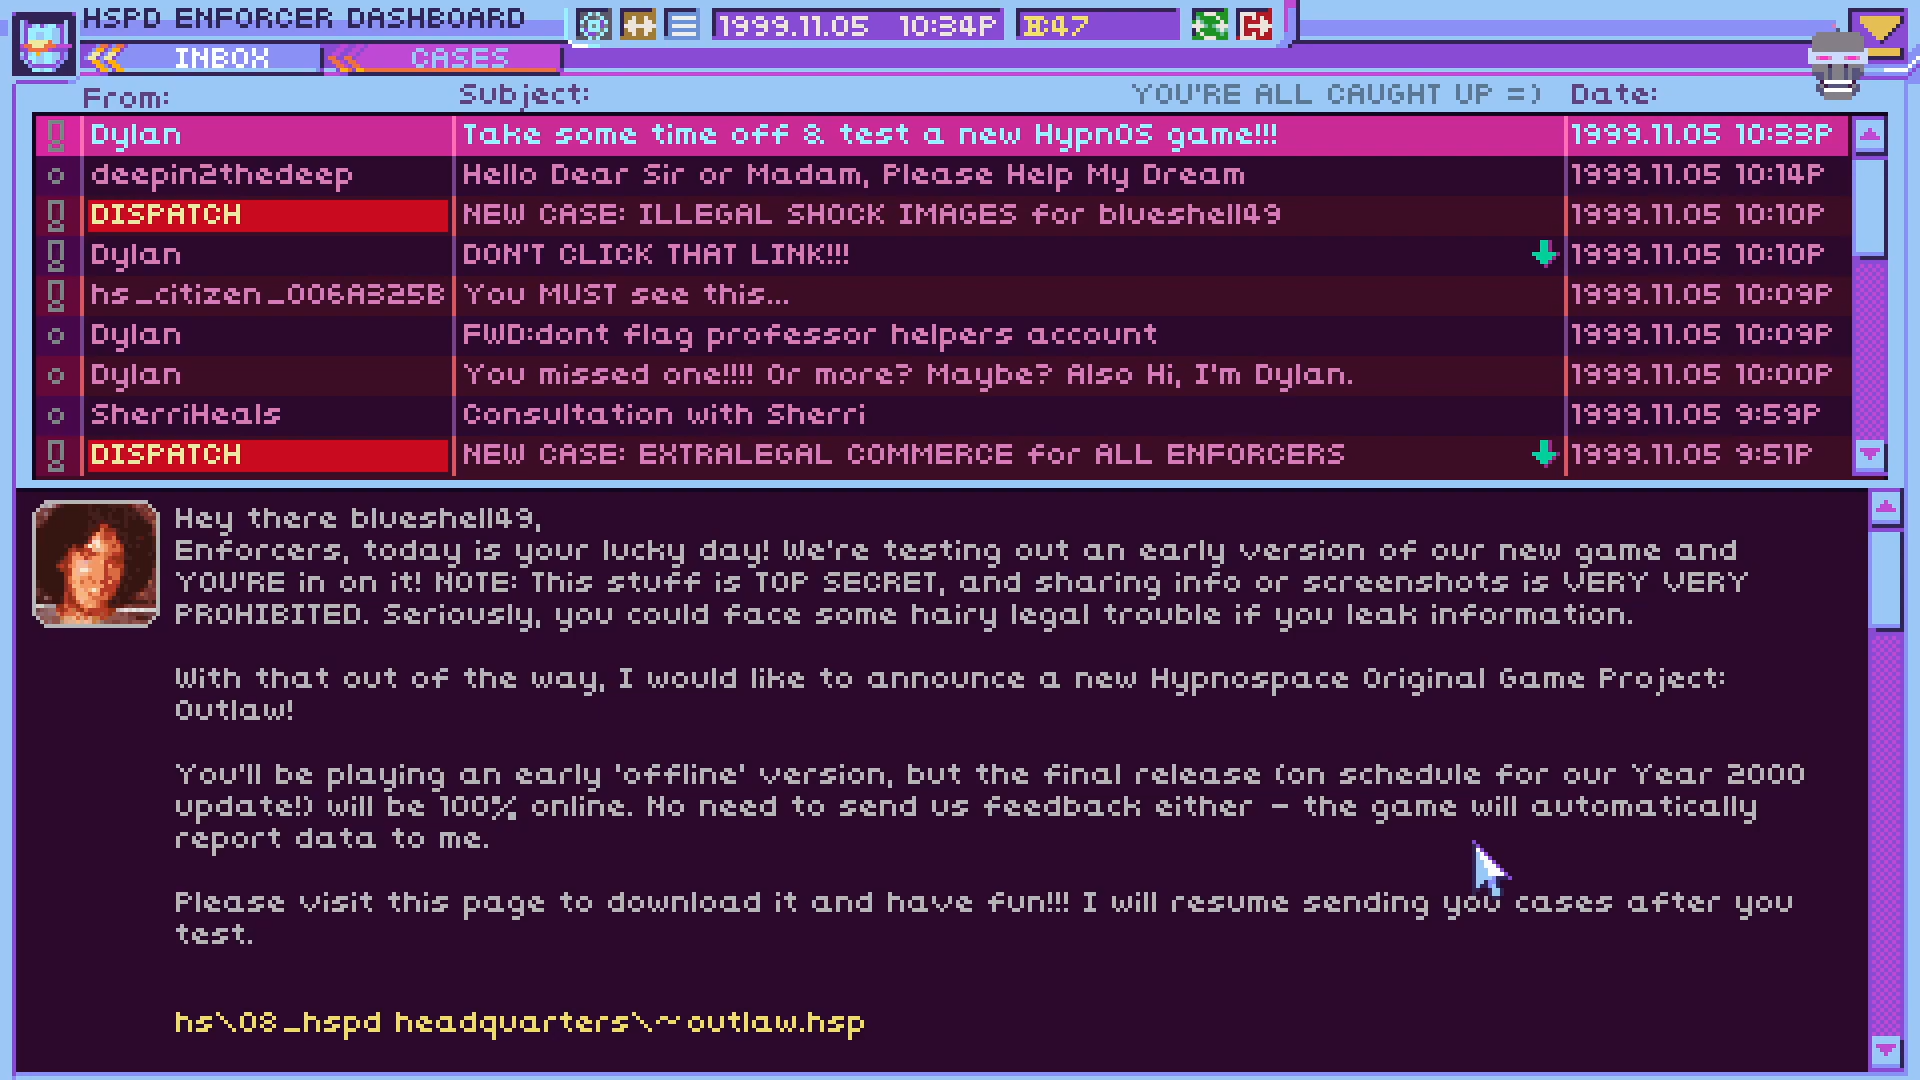 HSPD ENFORCER DASHBOARD
1999.11.05 10:34P
47
INBOX
CASES
From:
Subject:
YOU'RE ALL CAUGHT UP =)
Date:
Dylan Take some time off & test a new HypnOS game!!! 1999.11.05 10:33P
deepin2thedeep Hello Dear Sir or Madam, Please Help My Dream 1999.11.05 10:14P
DISPATCH NEW CASE: ILLEGAL SHOCK IMAGES for blueshell49 1999.11.05 10:10P
Dylan DON'T CLICK THAT LINK!!! 1999.11.05 10:10P
hs_citizen_006A325B You MUST see this... 1999.11.05 10:09P
Dylan FWD:dont flag professor helpers account 1999.11.05 10:09P
Dylan You missed one!!!! Or more? Maybe? Also Hi, I'm Dylan. 1999.11.05 10:00P
SherriHeals Consultation with Sherri 1999.11.05 9:59P
DISPATCH NEW CASE: EXTRALEGAL COMMERCE for ALL ENFORCERS 1999.11.05 9:51P
Hey there blueshell49,
Enforcers, today is your lucky day! We're testing out an early version of our new game and
YOU'RE in on it! NOTE: This stuff is TOP SECRET, and sharing info or screenshots is VERY VERY
PROHIBITED. Seriously, you could face some hairy legal trouble if you leak information.
With that out of the way, I would like to announce a new Hypnospace Original Game Project:
Outlaw!
You'll be playing an early 'offline' version, but the final release (on schedule for our Year 2000
update!) will be 100% online. No need to send us feedback either - the game will automatically
report data to me.
Please visit this page to download it and have fun!!! I will resume sending you cases after you
test.
hs\08_hspd headquarters\~outlaw.hsp